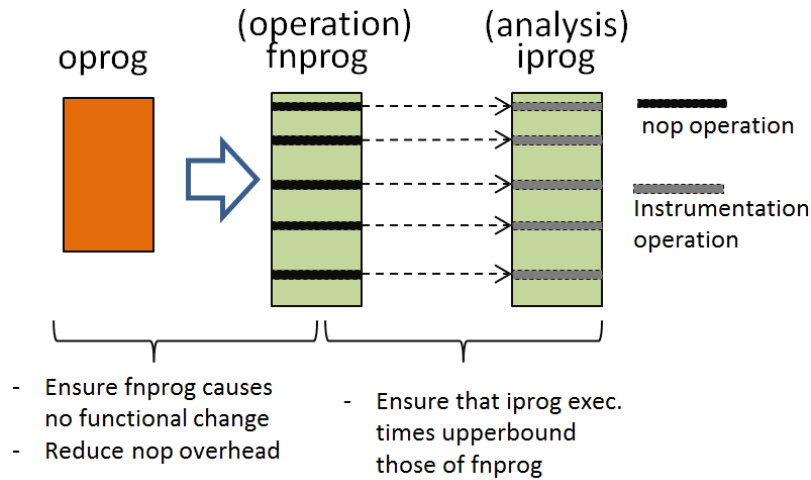 oprog
(operation)
fnprog
(analysis)
iprog
nop operation
Instrumentation
operation
- Ensure fnprog causes
no functional change
- Reduce nop overhead
- Ensure that iprog exec.
times upperbound
those of fnprog